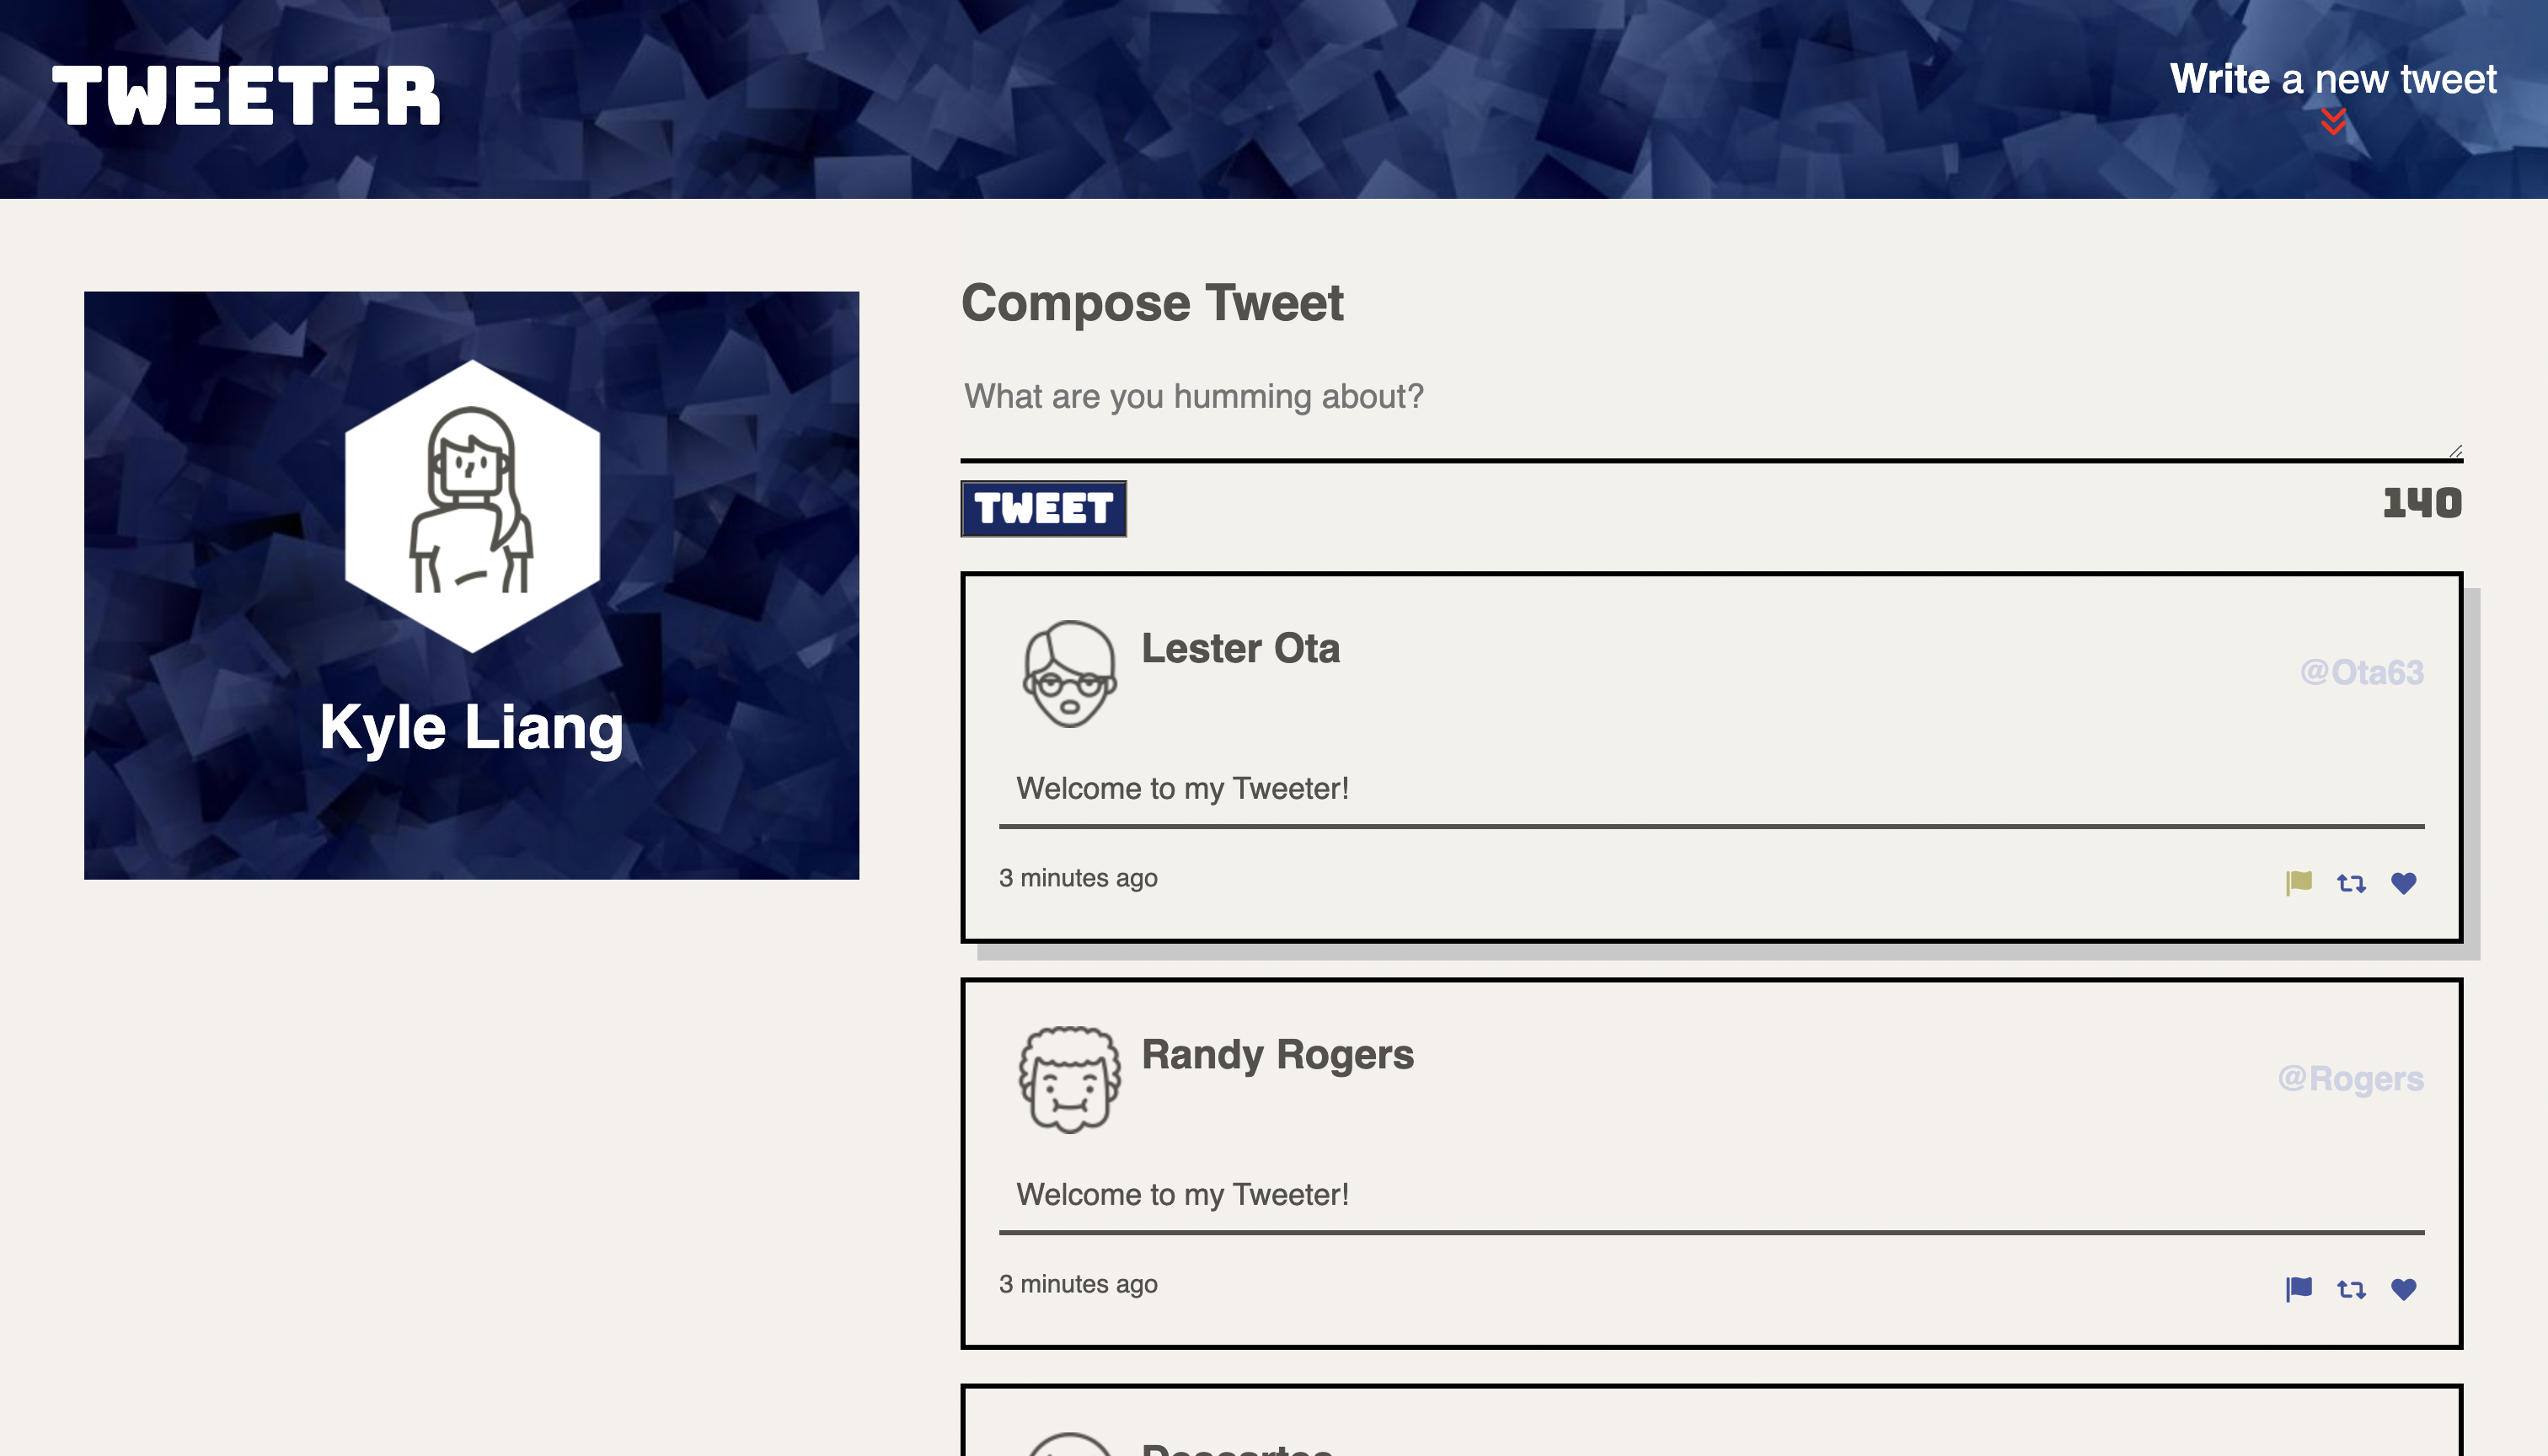 TWEETER
Write a new tweet
Kyle Liang
Compose Tweet
What are you humming about?
TWEET
140
Lester Ota
@Ota63
Welcome to my Tweeter!
3 minutes ago
Randy Rogers
@Rogers
Welcome to my Tweeter!
3 minutes ago
Descartes